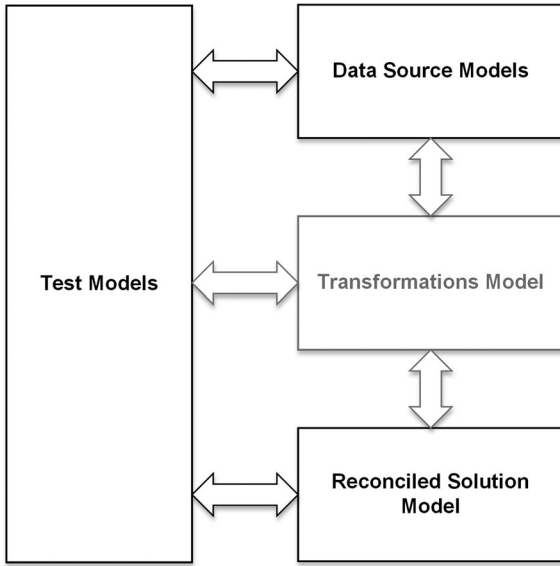 Data Source Models
Test Models
Transformations Model
Reconciled Solution
Model